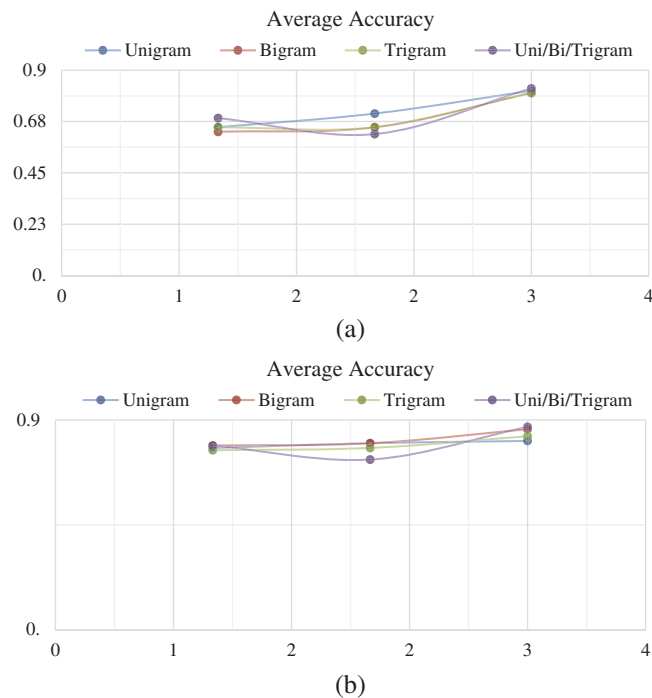 Average Accuracy
Unigram Bigram Trigram Uni/Bi/Trigram
0.9
0.68
0.45
0.23
0.
0 1 2 2 3 4
(a)
Average Accuracy
Unigram Bigram Trigram Uni/Bi/Trigram
0.9
0.
0 1 2 2 3 4
(b)